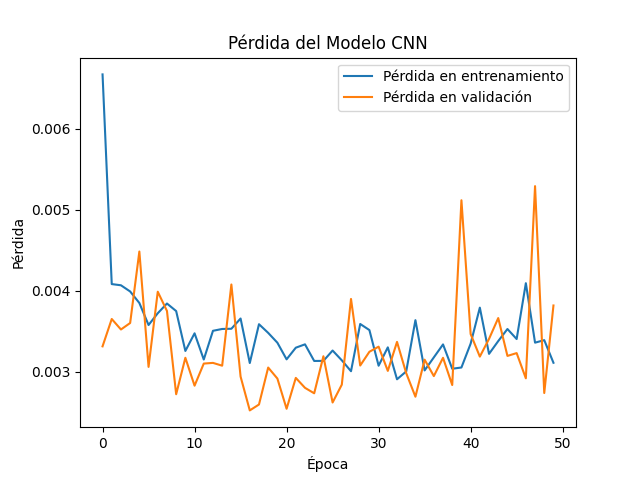 Pérdida del Modelo CNN
Pérdida en entrenamiento
Pérdida en validación
0.006
0.005
0.004
0.003
Pérdida
0
10
20
30
40
50
Época